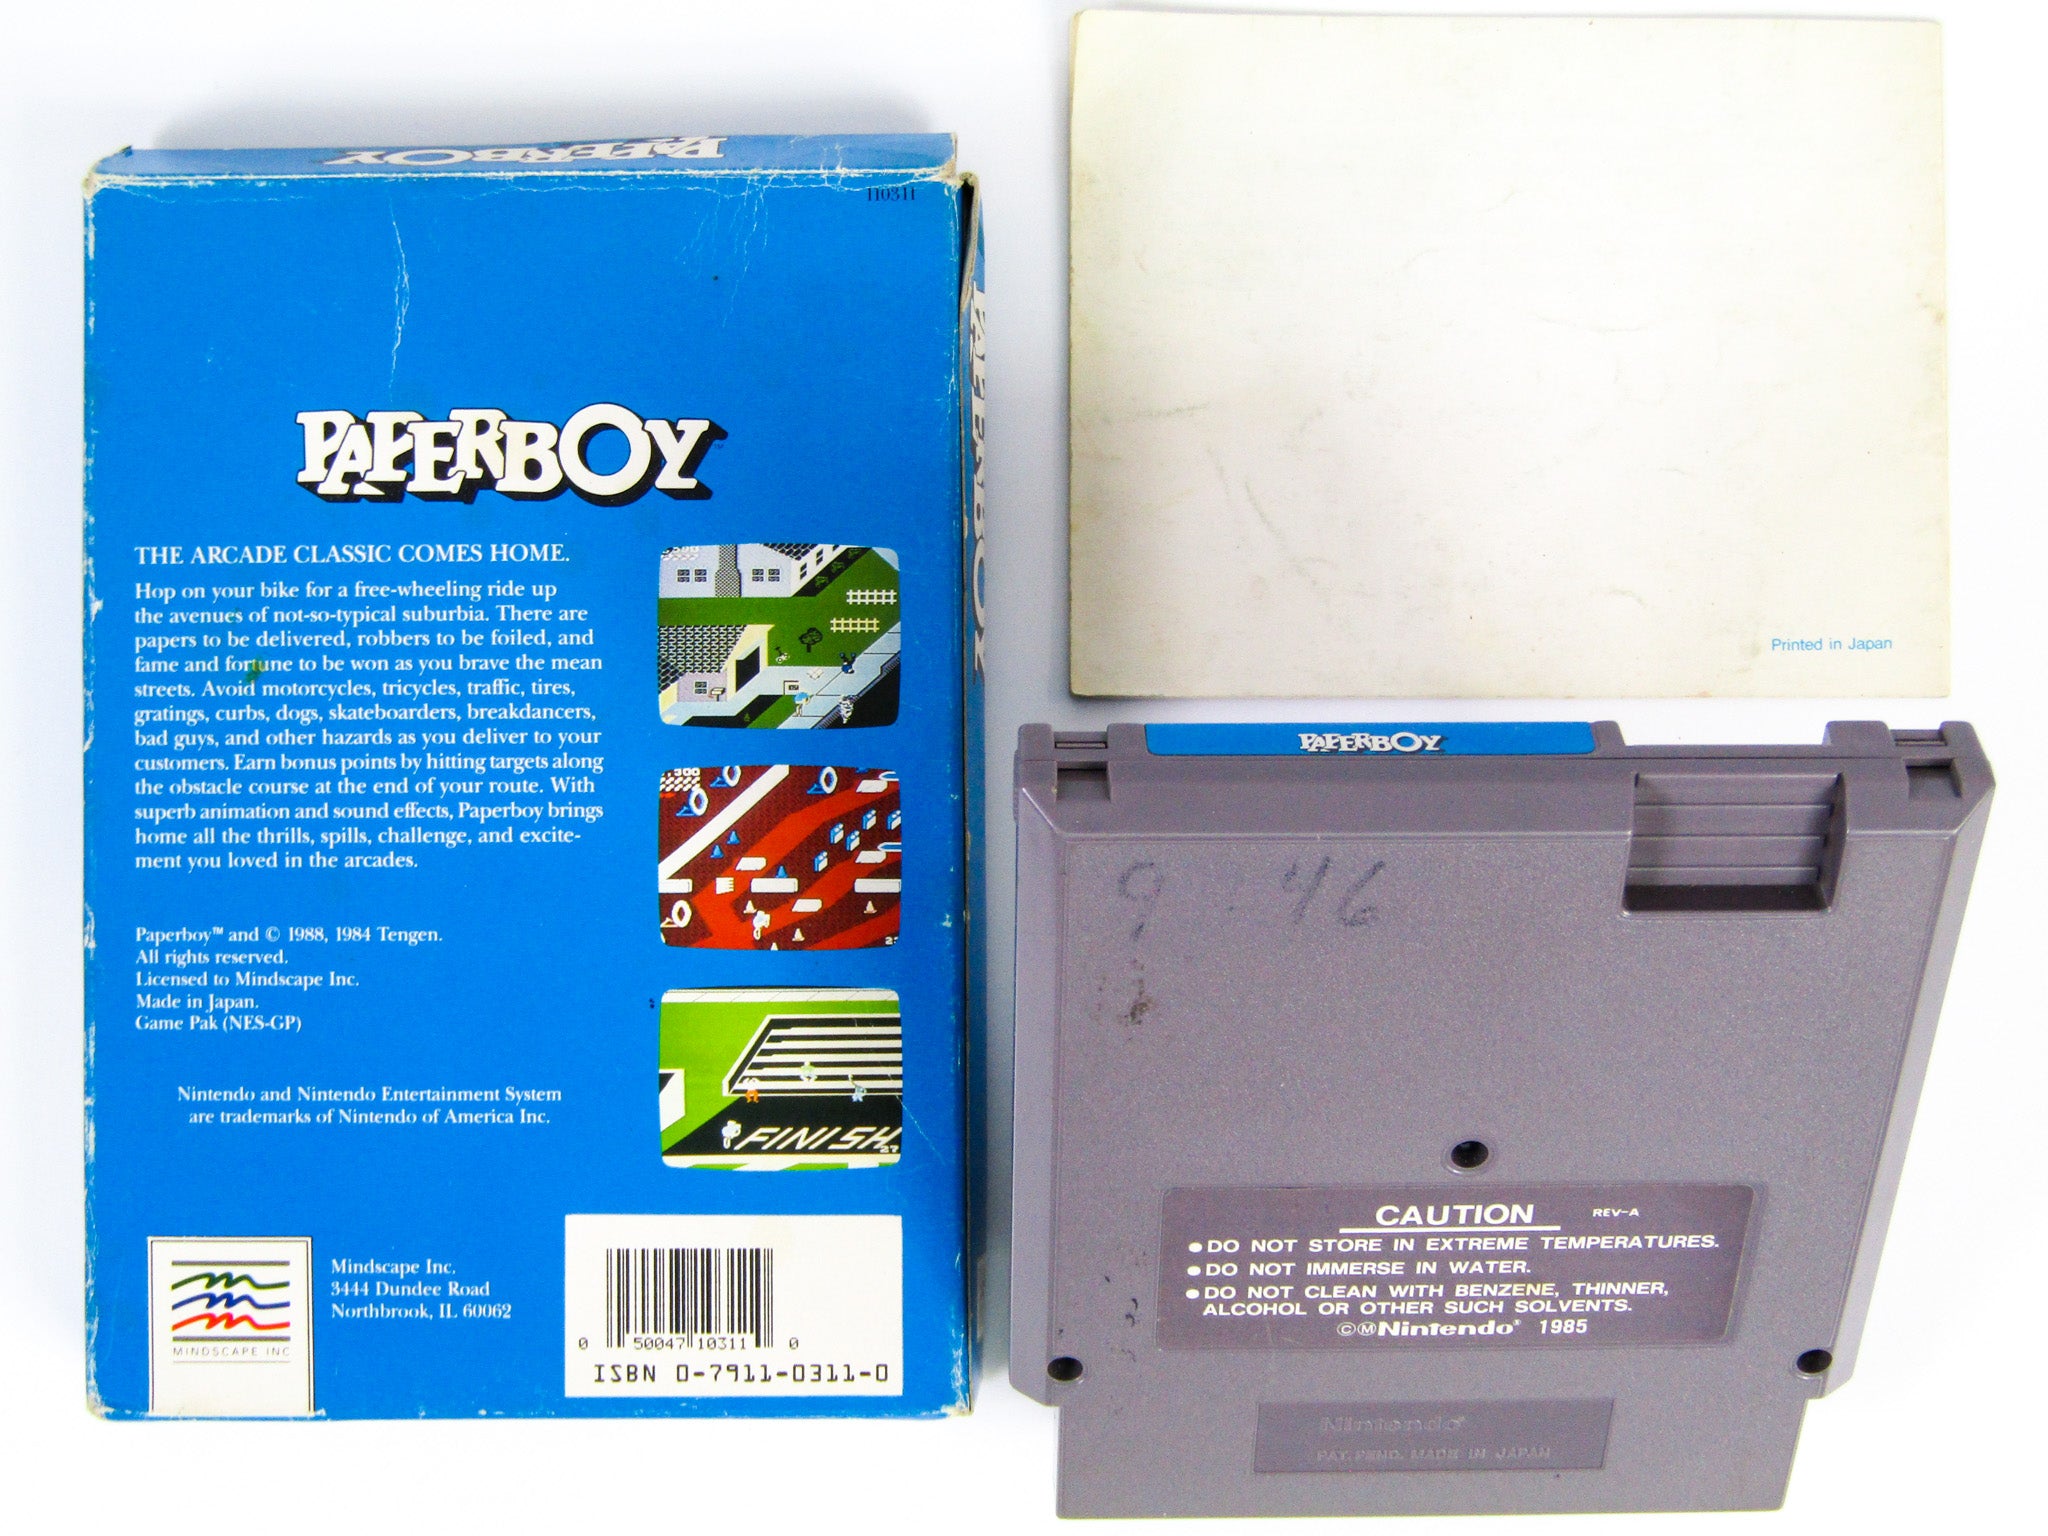 PAPERBOY
110311
PAPERBOY
PAPERBOY™
THE ARCADE CLASSIC COMES HOME.
Hop on your bike for a free-wheeling ride up
the avenues of not-so-typical suburbia. There are
papers to be delivered, robbers to be foiled, and
fame and fortune to be won as you brave the mean
streets. Avoid motorcycles, tricycles, traffic, tires,
gratings, curbs, dogs, skateboarders, breakdancers,
bad guys, and other hazards as you deliver to your
customers. Earn bonus points by hitting targets along
the obstacle course at the end of your route. With
superb animation and sound effects, Paperboy brings
home all the thrills, spills, challenge, and excite-
ment you loved in the arcades.
Paperboy™ and © 1988, 1984 Tengen.
All rights reserved.
Licensed to Mindscape Inc.
Made in Japan.
Game Pak (NES-GP)
Nintendo and Nintendo Entertainment System
are trademarks of Nintendo of America Inc.
300
FINISH
27
MINDSCAPE INC
Mindscape Inc.
3444 Dundee Road
Northbrook, IL 60062
0 50047 10311 0
ISBN 0-7911-0311-0
Printed in Japan
PAPERBOY
9 - 46
CAUTION REV-A
●DO NOT STORE IN EXTREME TEMPERATURES.
●DO NOT IMMERSE IN WATER.
●DO NOT CLEAN WITH BENZENE, THINNER,
ALCOHOL OR OTHER SUCH SOLVENTS.
©Ⓜ Nintendo® 1985
Nintendo®
PAT. PEND. MADE IN JAPAN